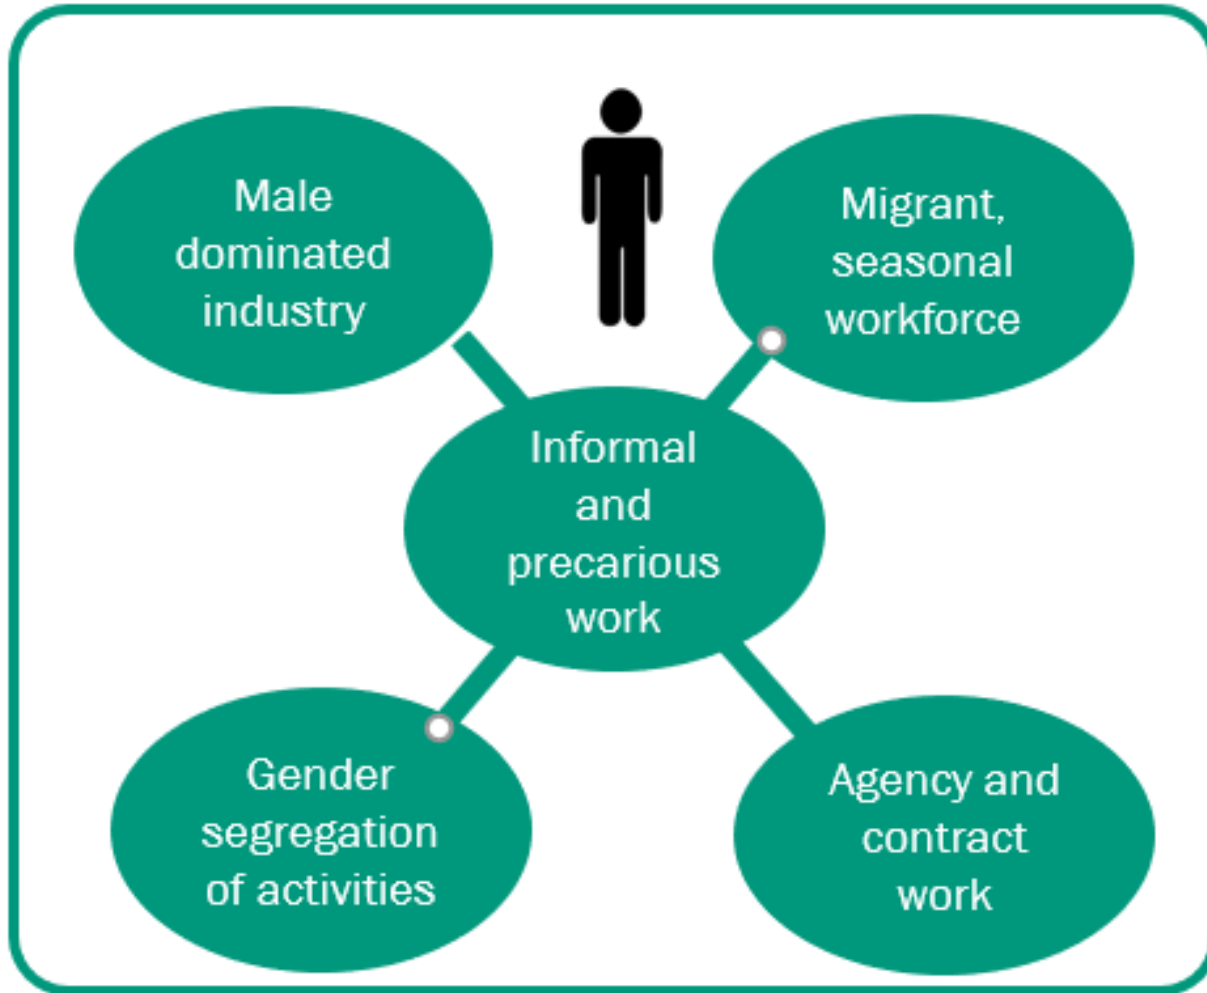 Male
dominated
industry
Migrant,
seasonal
workforce
Informal
and
precarious
work
Gender
segregation
of activities
Agency and
contract
work